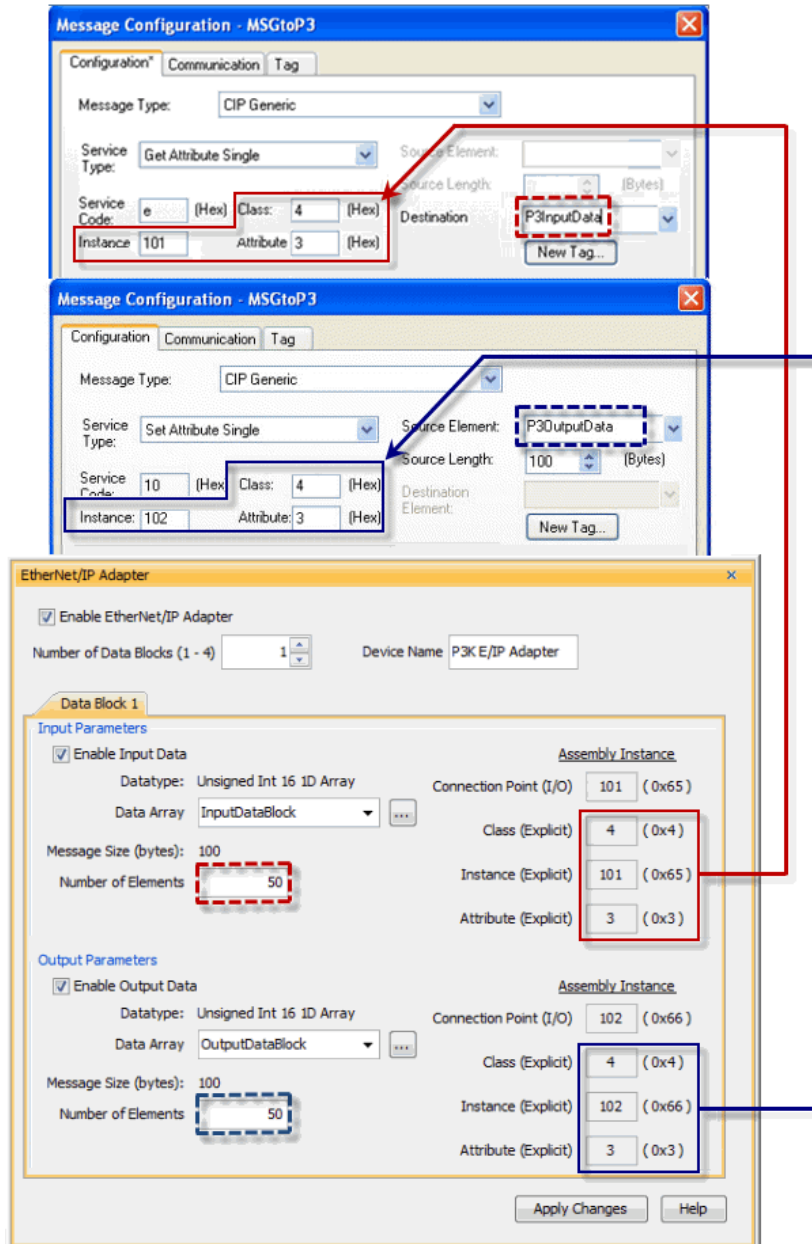 Message Configuration - MSGtoP3
Configuration* Communication Tag
Message Type: CIP Generic
Service Type: Get Attribute Single
Source Element:
Source Length: (Bytes)
Service Code: e (Hex) Class: 4 (Hex)
Destination P3InputData
Instance 101 Attribute 3 (Hex)
New Tag...
Message Configuration - MSGtoP3
Configuration Communication Tag
Message Type: CIP Generic
Service Type: Set Attribute Single
Source Element: P3OutputData
Source Length: 100 (Bytes)
Service Code: 10 (Hex Class: 4 (Hex)
Destination Element:
Instance: 102 Attribute: 3 (Hex)
New Tag...
EtherNet/IP Adapter
Enable EtherNet/IP Adapter
Number of Data Blocks (1 - 4) 1 Device Name P3K E/IP Adapter
Data Block 1
Input Parameters
Enable Input Data
Assembly Instance
Datatype: Unsigned Int 16 1D Array
Connection Point (I/O) 101 ( 0x65 )
Data Array InputDataBlock ...
Class (Explicit) 4 ( 0x4 )
Message Size (bytes): 100
Number of Elements 50
Instance (Explicit) 101 ( 0x65 )
Attribute (Explicit) 3 ( 0x3 )
Output Parameters
Enable Output Data
Assembly Instance
Datatype: Unsigned Int 16 1D Array
Connection Point (I/O) 102 ( 0x66 )
Data Array OutputDataBlock ...
Class (Explicit) 4 ( 0x4 )
Message Size (bytes): 100
Number of Elements 50
Instance (Explicit) 102 ( 0x66 )
Attribute (Explicit) 3 ( 0x3 )
Apply Changes Help